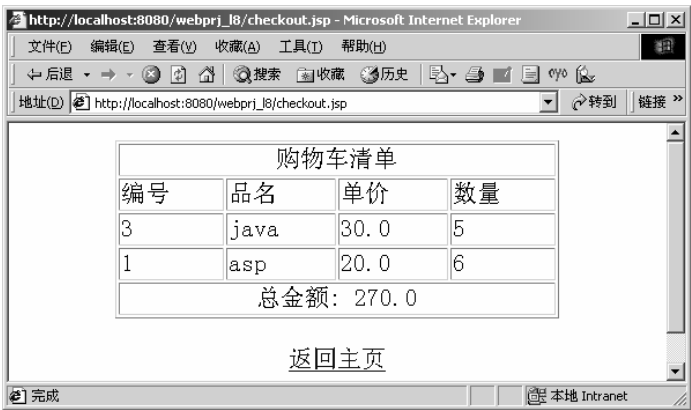 http://localhost:8080/webprj_l8/checkout.jsp - Microsoft Internet Explorer
文件(F) 编辑(E) 查看(V) 收藏(A) 工具(T) 帮助(H)
后退 搜索 收藏 历史
地址(D) http://localhost:8080/webprj_l8/checkout.jsp 转到 链接 »
购物车清单
编号 品名 单价 数量
3 java 30.0 5
1 asp 20.0 6
总金额: 270.0
返回主页
完成 本地 Intranet